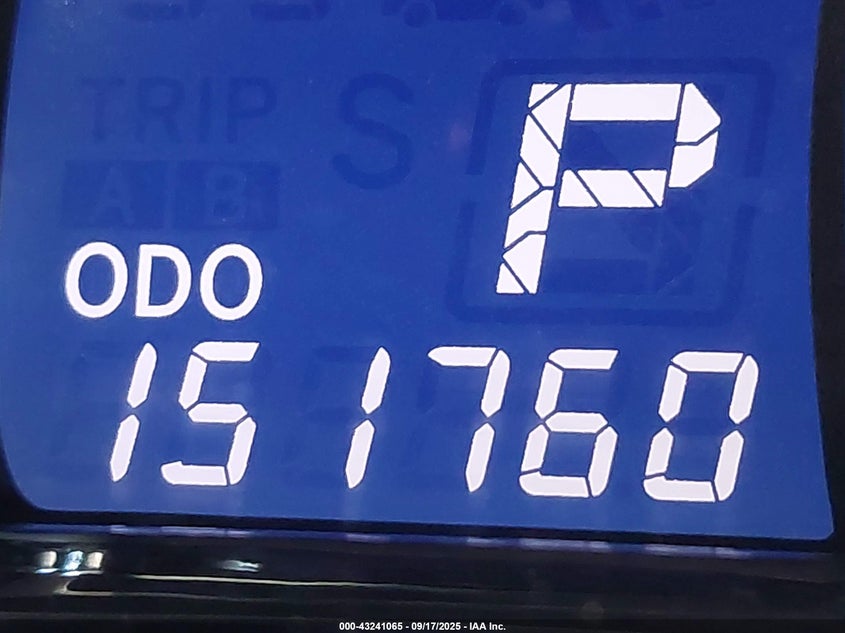 TRIP
S
P
A B
ODO
151760
000-43241065 - 09/17/2025 - IAA Inc.